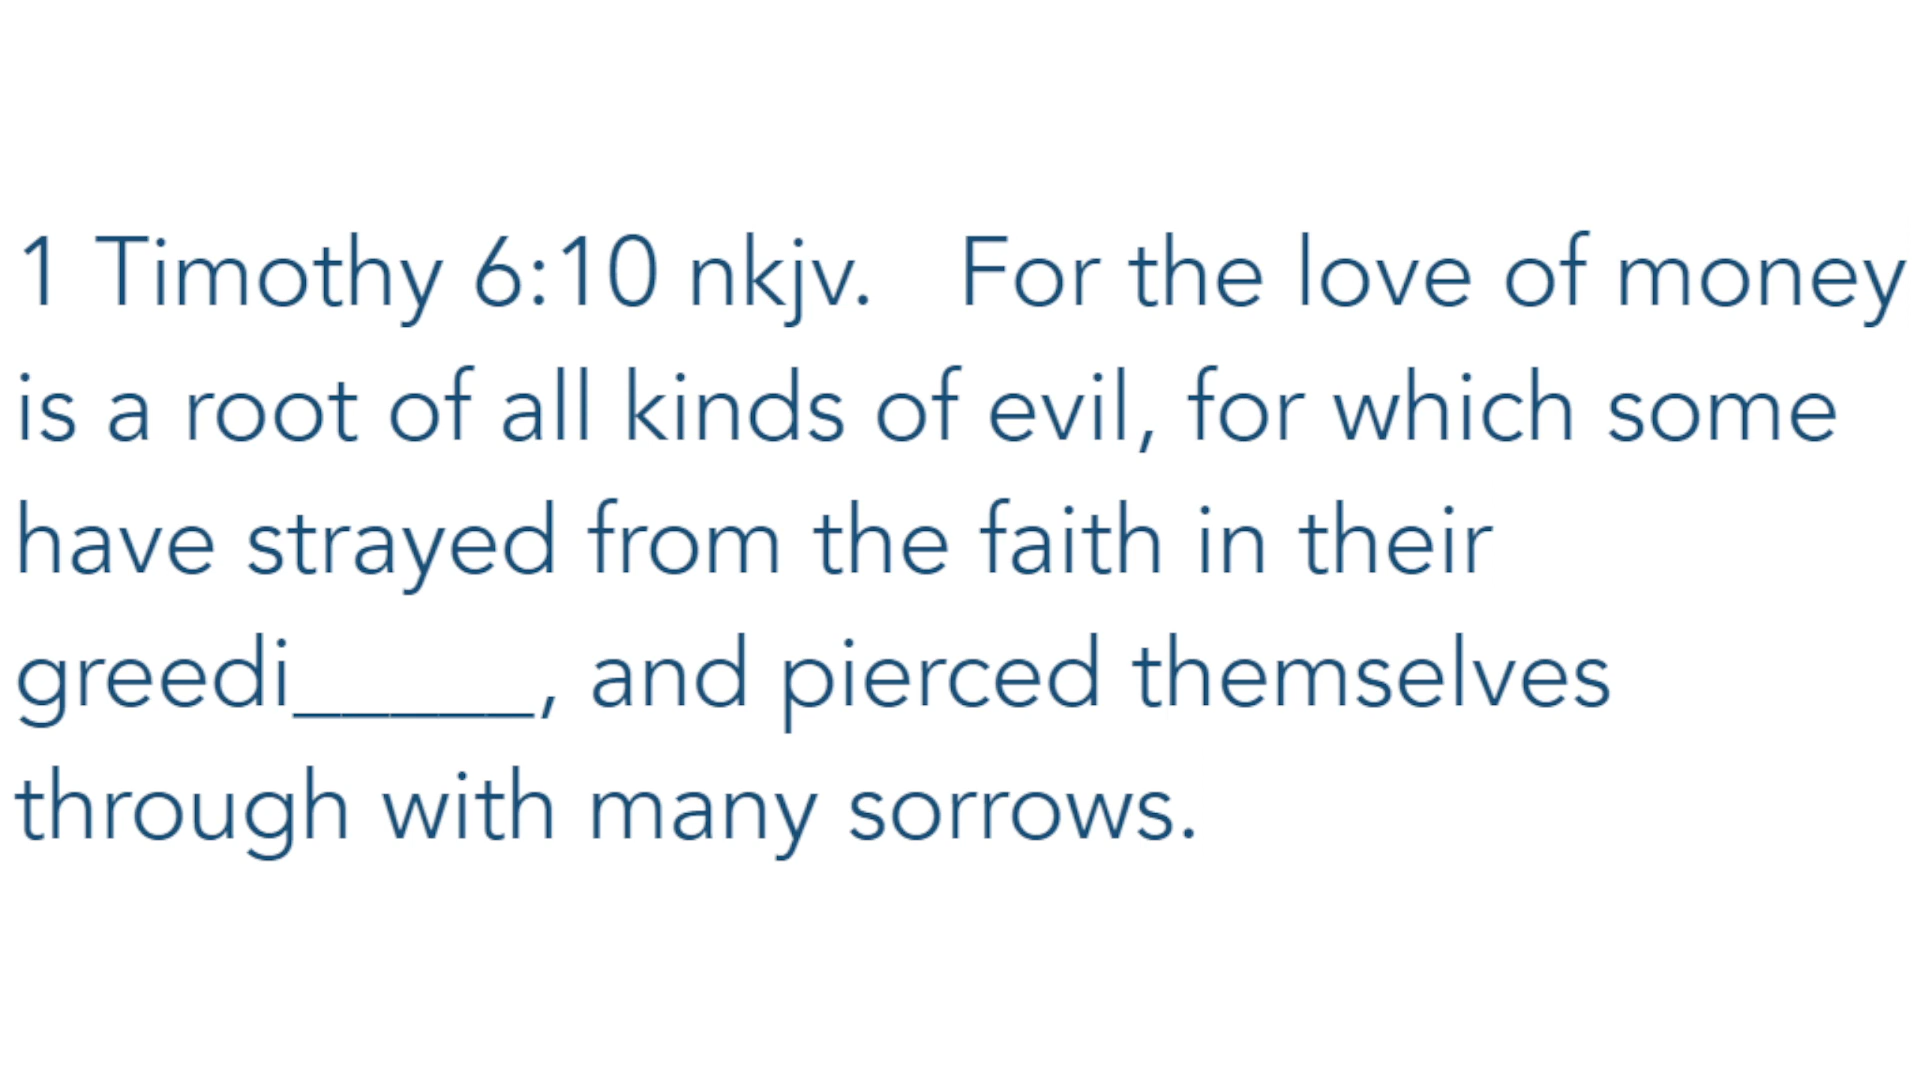 1 Timothy 6:10 nkjv.   For the love of money
is a root of all kinds of evil, for which some
have strayed from the faith in their
greedi_____, and pierced themselves
through with many sorrows.